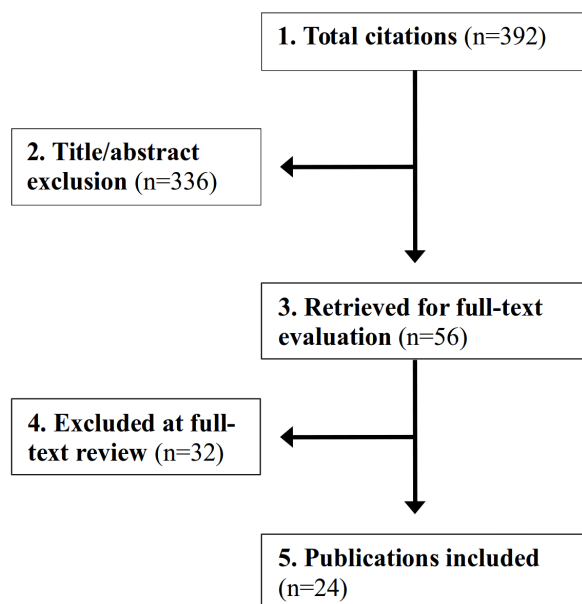 1. Total citations (n=392)
2. Title/abstract
exclusion (n=336)
3. Retrieved for full-text
evaluation (n=56)
4. Excluded at full-
text review (n=32)
5. Publications included
(n=24)